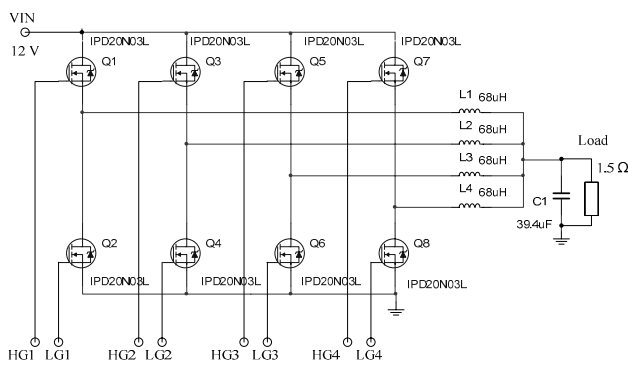 VIN
12 V
IPD20N03L IPD20N03L IPD20N03L IPD20N03L
Q1 Q3 Q5 Q7
L1 68uH
L2 68uH
L3 68uH
L4 68uH
Load
1.5 Ω
C1
39.4uF
Q2 Q4 Q6 Q8
IPD20N03L IPD20N03L IPD20N03L IPD20N03L
HG1 LG1 HG2 LG2 HG3 LG3 HG4 LG4